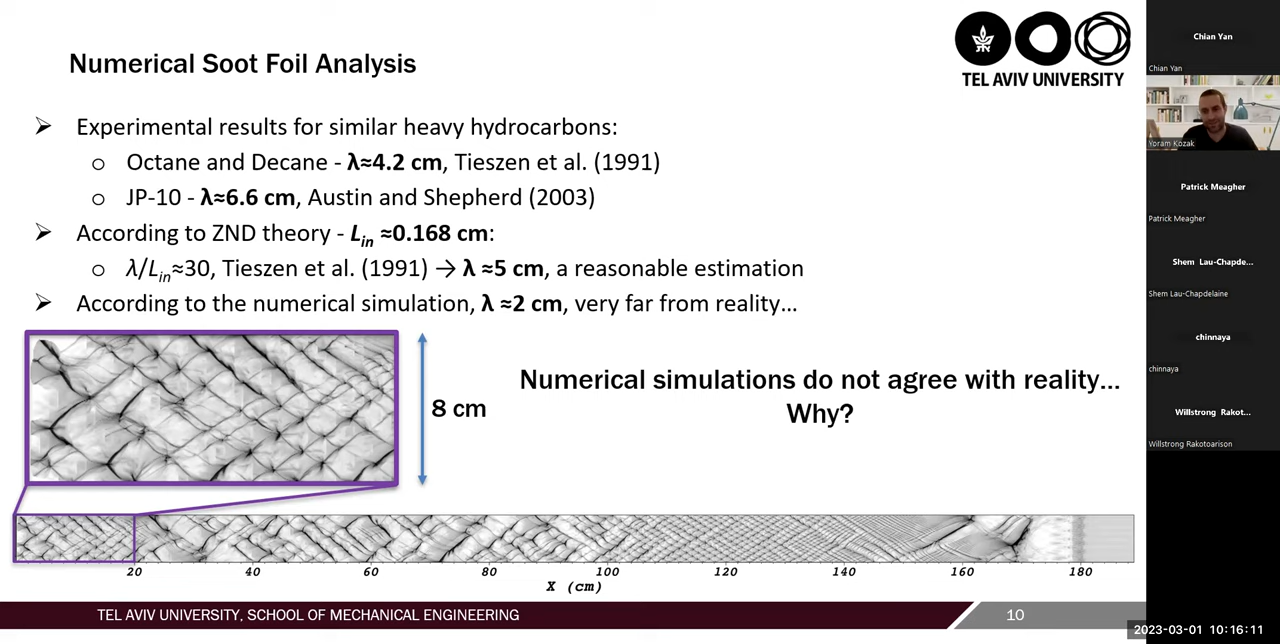 Numerical Soot Foil Analysis
TEL AVIV UNIVERSITY
Experimental results for similar heavy hydrocarbons:
Octane and Decane - λ≈4.2 cm, Tieszen et al. (1991)
JP-10 - λ≈6.6 cm, Austin and Shepherd (2003)
According to ZND theory - Lin ≈0.168 cm:
λ/Lin≈30, Tieszen et al. (1991) → λ ≈5 cm, a reasonable estimation
According to the numerical simulation, λ ≈2 cm, very far from reality…
8 cm
Numerical simulations do not agree with reality…
Why?
20 40 60 80 100 120 140 160 180
X (cm)
TEL AVIV UNIVERSITY, SCHOOL OF MECHANICAL ENGINEERING
10
Chian Yan
Chian Yan
Yoram Kozak
Patrick Meagher
Patrick Meagher
Shem Lau-Chapde...
Shem Lau-Chapdelaine
chinnaya
chinnaya
Willstrong Rakot...
Willstrong Rakotoarison
2023-03-01 10:16:11